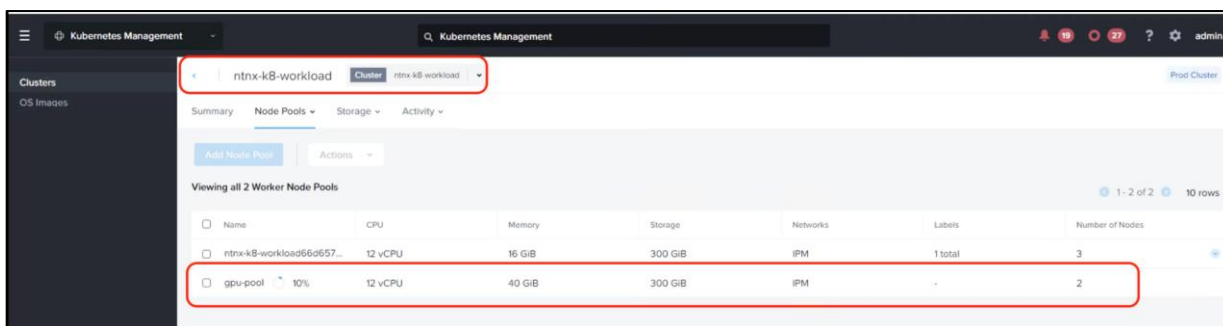 Kubernetes Management Kubernetes Management 19 27 ? admin
Clusters
OS Images
ntnx-k8-workload Cluster ntnx-k8-workload Prod Cluster
Summary Node Pools Storage Activity
Add Node Pool Actions
Viewing all 2 Worker Node Pools 1 - 2 of 2 10 rows
Name CPU Memory Storage Networks Labels Number of Nodes
ntnx-k8-workload66d657... 12 vCPU 16 GiB 300 GiB IPM 1 total 3
gpu-pool 10% 12 vCPU 40 GiB 300 GiB IPM - 2